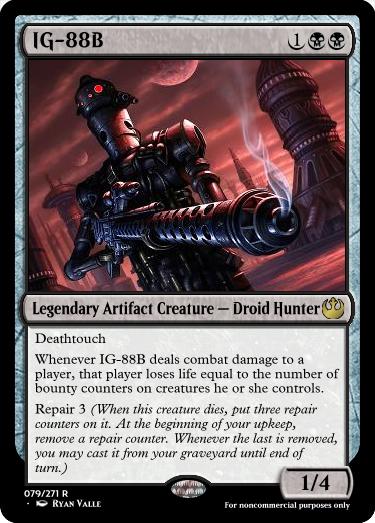 IG-88B 1
Legendary Artifact Creature — Droid Hunter
Deathtouch
Whenever IG-88B deals combat damage to a
player, that player loses life equal to the number of
bounty counters on creatures he or she controls.
Repair 3 (When this creature dies, put three repair
counters on it. At the beginning of your upkeep,
remove a repair counter. Whenever the last is removed,
you may cast it from your graveyard until end of
turn.)
1/4
079/271 R
· Ryan Valle
For noncommercial purposes only